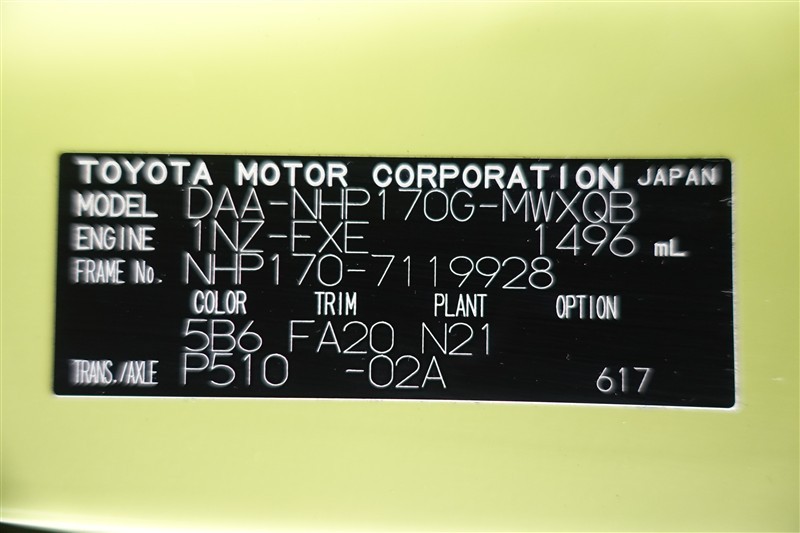 TOYOTA MOTOR CORPORATION JAPAN
MODEL DAA-NHP170G-MWXQB
ENGINE 1NZ-FXE 1496 mL
FRAME No. NHP170-7119928
COLOR TRIM PLANT OPTION
5B6 FA20 N21
TRANS./AXLE P510 -02A 617